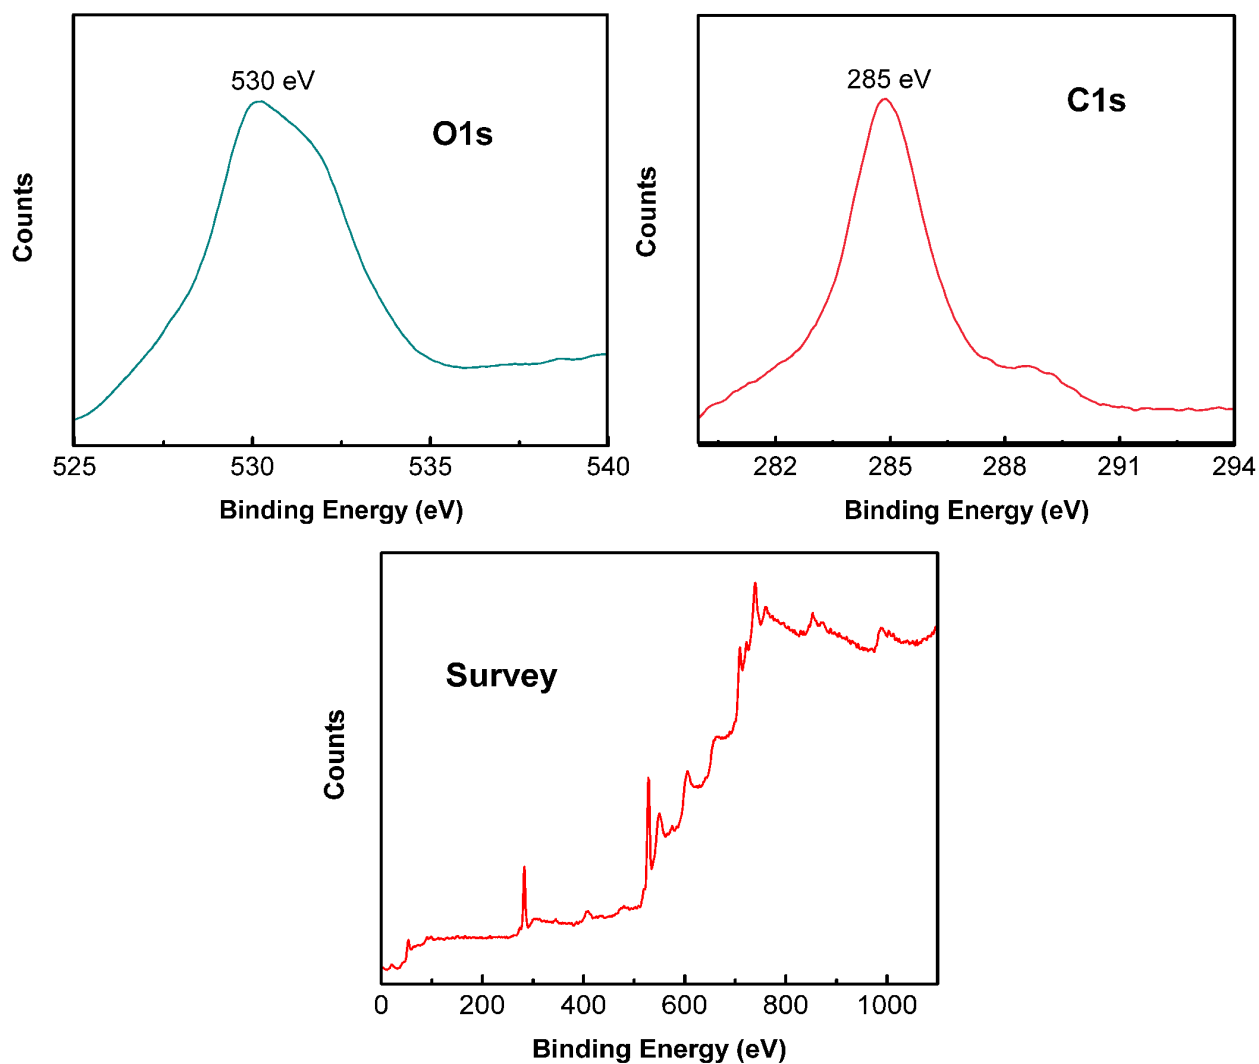 530 eV
O1s
Counts
525 530 535 540
Binding Energy (eV)
285 eV
C1s
Counts
282 285 288 291 294
Binding Energy (eV)
Survey
Counts
0 200 400 600 800 1000
Binding Energy (eV)